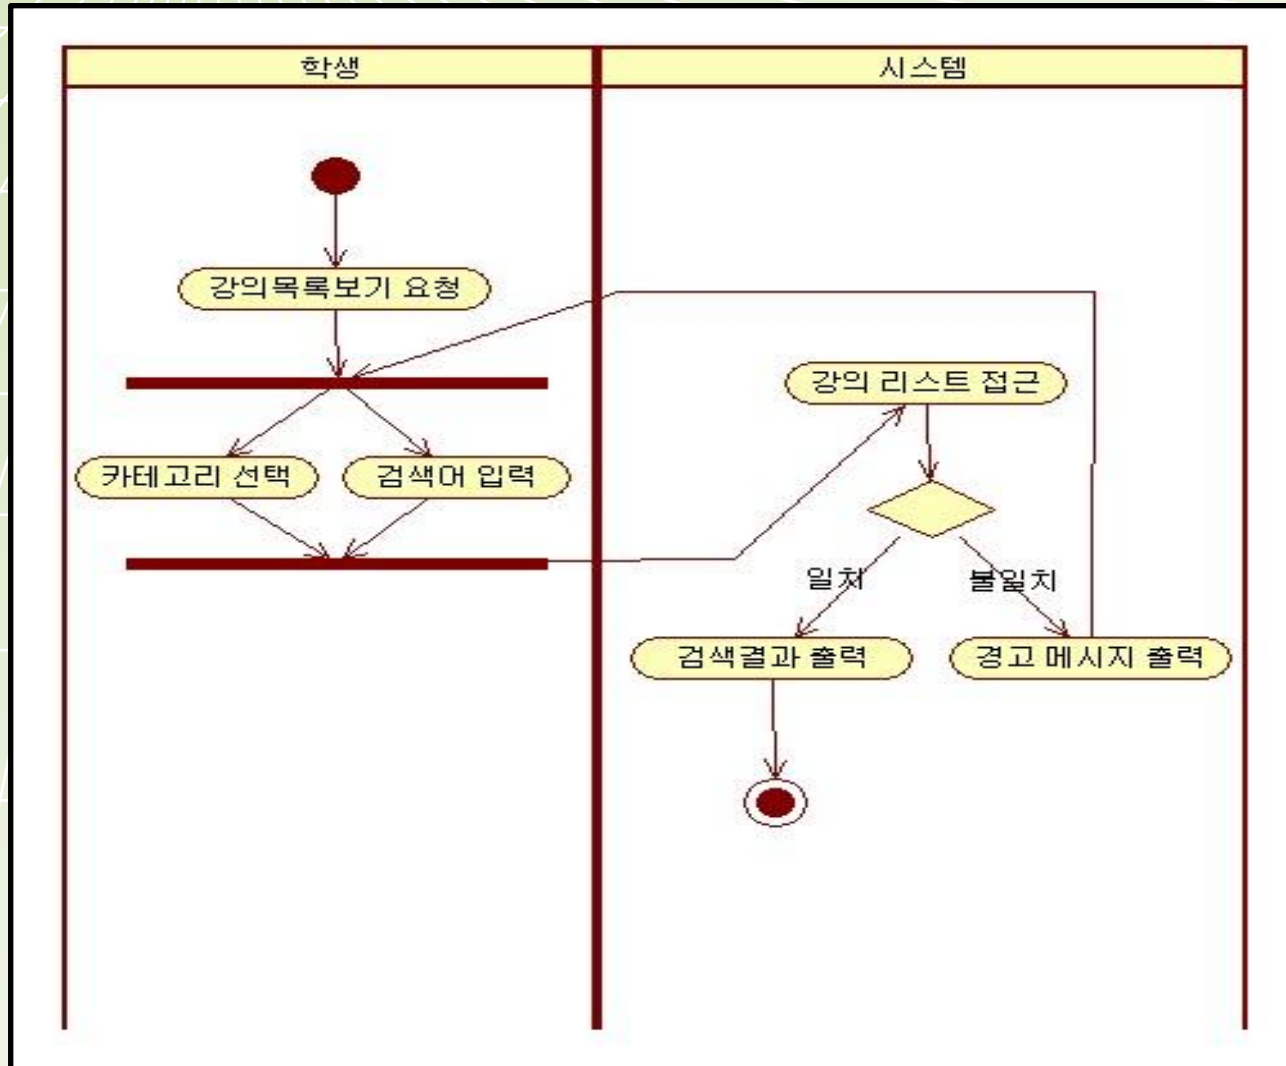 학생
시스템
강의목록보기 요청
강의 리스트 접근
카테고리 선택
검색어 입력
일치
불일치
검색결과 출력
경고 메시지 출력